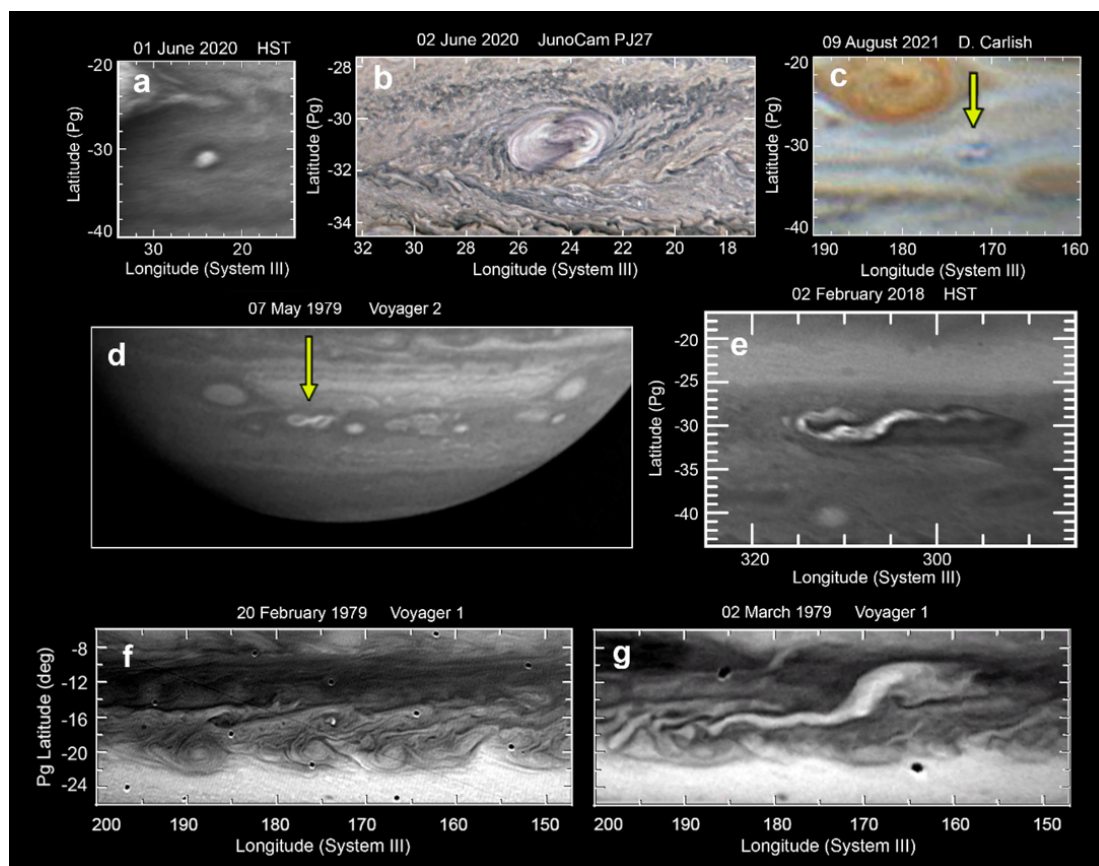 01 June 2020 HST
a
-20
-30
-40
Latitude (Pg)
30 20
Longitude (System III)
02 June 2020 JunoCam PJ27
b
-28
-30
-32
-34
Latitude (Pg)
32 30 28 26 24 22 20 18
Longitude (System III)
09 August 2021 D. Carlish
c
-20
-30
-40
Latitude (Pg)
190 180 170 160
Longitude (System III)
07 May 1979 Voyager 2
d
02 February 2018 HST
e
-20
-25
-30
-35
-40
Latitude (Pg)
320 300
Longitude (System III)
20 February 1979 Voyager 1
f
-8
-12
-16
-20
-24
Pg Latitude (deg)
200 190 180 170 160 150
Longitude (System III)
02 March 1979 Voyager 1
g
200 190 180 170 160 150
Longitude (System III)